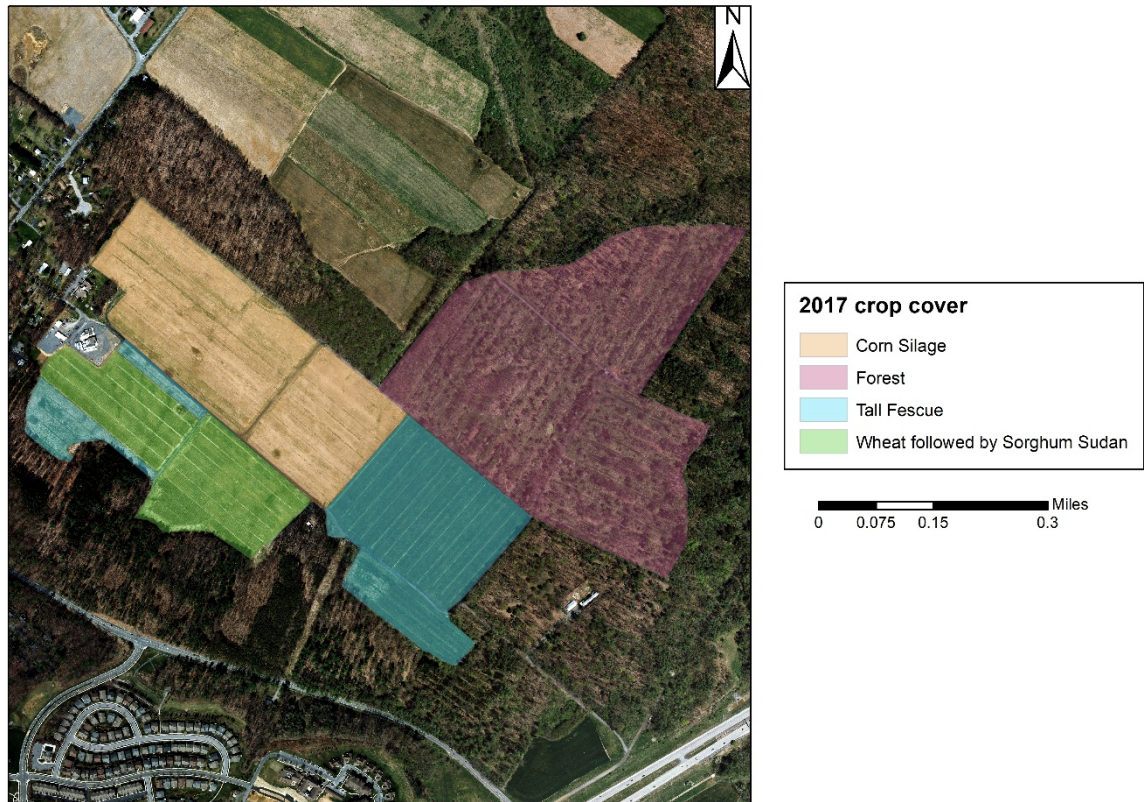 N
2017 crop cover
Corn Silage
Forest
Tall Fescue
Wheat followed by Sorghum Sudan
Miles
0 0.075 0.15 0.3